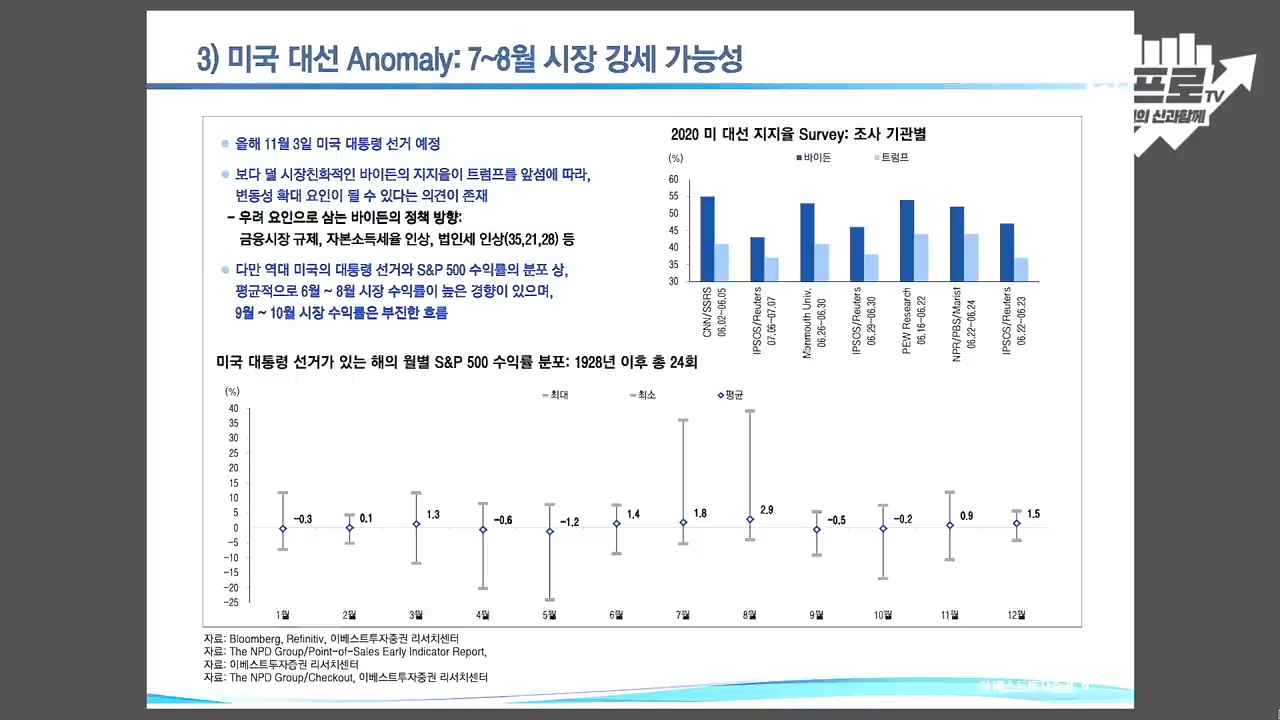 3) 미국 대선 Anomaly: 7~8월 시장 강세 가능성
프로TV
의 신과함께
올해 11월 3일 미국 대통령 선거 예정
보다 덜 시장친화적인 바이든의 지지율이 트럼프를 앞섬에 따라,
변동성 확대 요인이 될 수 있다는 의견이 존재
- 우려 요인으로 삼는 바이든의 정책 방향:
금융시장 규제, 자본소득세율 인상, 법인세 인상(35,21,28) 등
다만 역대 미국의 대통령 선거와 S&P 500 수익률의 분포 상,
평균적으로 6월 ~ 8월 시장 수익률이 높은 경향이 있으며,
9월 ~ 10월 시장 수익률은 부진한 흐름
2020 미 대선 지지율 Survey: 조사 기관별
(%)
바이든 트럼프
60
55
50
45
40
35
30
CNN/SSRS
06.02~06.05
IPSOS/Reuters
07.06~07.07
Monmouth Univ.
06.26~06.30
IPSOS/Reuters
06.29~06.30
PEW Research
06.16~06.22
NPR/PBS/Marist
06.22~06.24
IPSOS/Reuters
06.22~06.23
미국 대통령 선거가 있는 해의 월별 S&P 500 수익률 분포: 1928년 이후 총 24회
(%)
최대 최소 평균
40
35
30
25
20
15
10
5
0
-5
-10
-15
-20
-25
-0.3 0.1 1.3 -0.6 -1.2 1.4 1.8 2.9 -0.5 -0.2 0.9 1.5
1월 2월 3월 4월 5월 6월 7월 8월 9월 10월 11월 12월
자료: Bloomberg, Refinitiv, 이베스트투자증권 리서치센터
자료: The NPD Group/Point-of-Sales Early Indicator Report,
자료: 이베스트투자증권 리서치센터
자료: The NPD Group/Checkout, 이베스트투자증권 리서치센터